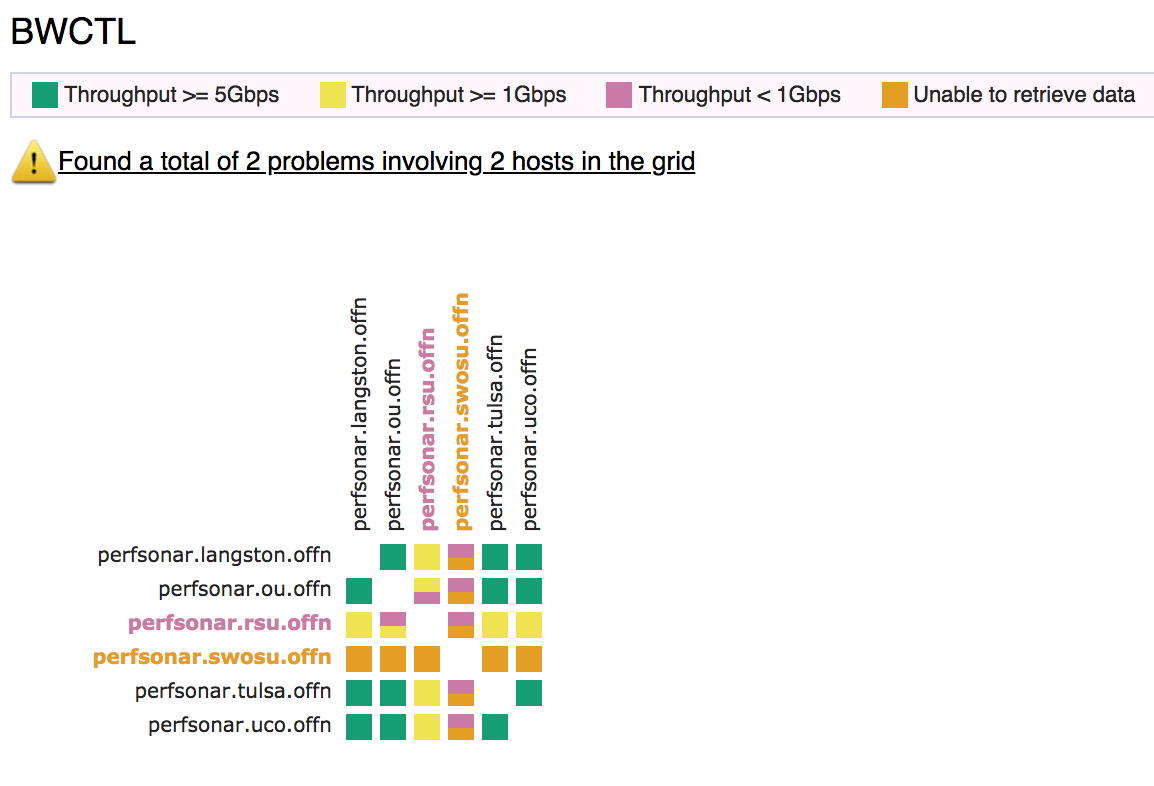 BWCTL
Throughput >= 5Gbps
Throughput >= 1Gbps
Throughput < 1Gbps
Unable to retrieve data
Found a total of 2 problems involving 2 hosts in the grid
perfsonar.langston.offn
perfsonar.ou.offn
perfsonar.rsu.offn
perfsonar.swosu.offn
perfsonar.tulsa.offn
perfsonar.uco.offn
perfsonar.langston.offn
perfsonar.ou.offn
perfsonar.rsu.offn
perfsonar.swosu.offn
perfsonar.tulsa.offn
perfsonar.uco.offn